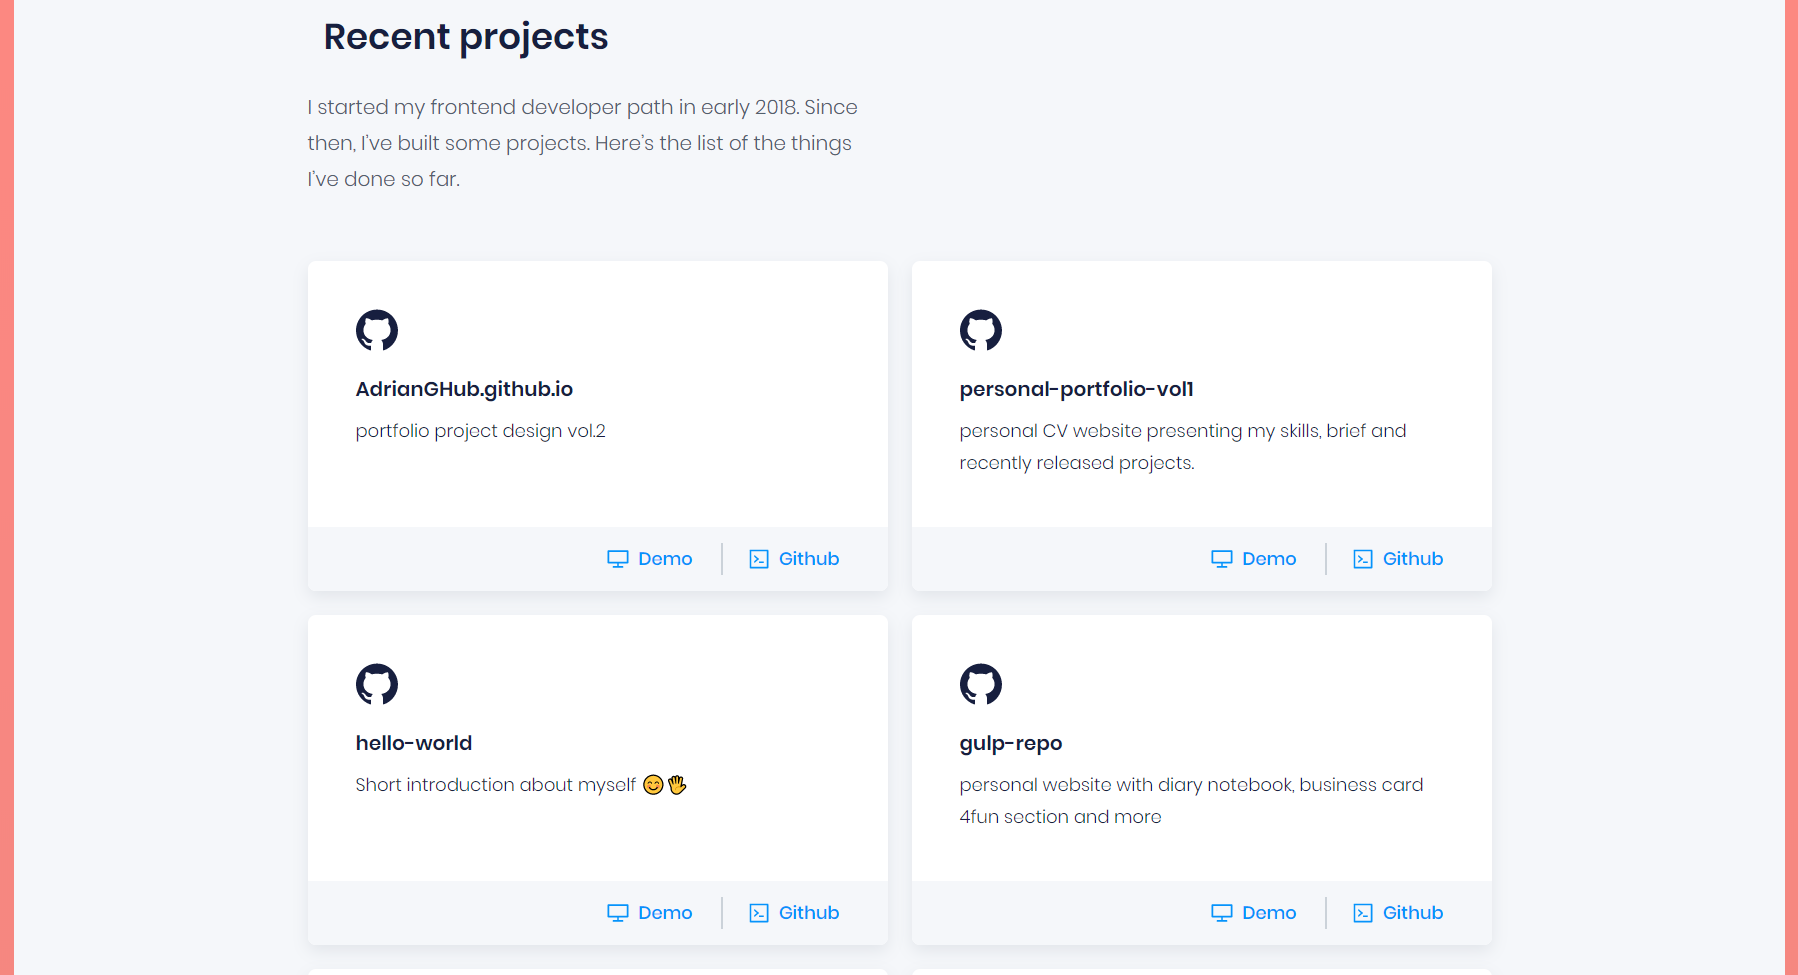 Recent projects
I started my frontend developer path in early 2018. Since
then, I've built some projects. Here's the list of the things
I've done so far.
AdrianGHub.github.io
portfolio project design vol.2
Demo
Github
personal-portfolio-vol1
personal CV website presenting my skills, brief and
recently released projects.
Demo
Github
hello-world
Short introduction about myself 😊👋
Demo
Github
gulp-repo
personal website with diary notebook, business card
4fun section and more
Demo
Github